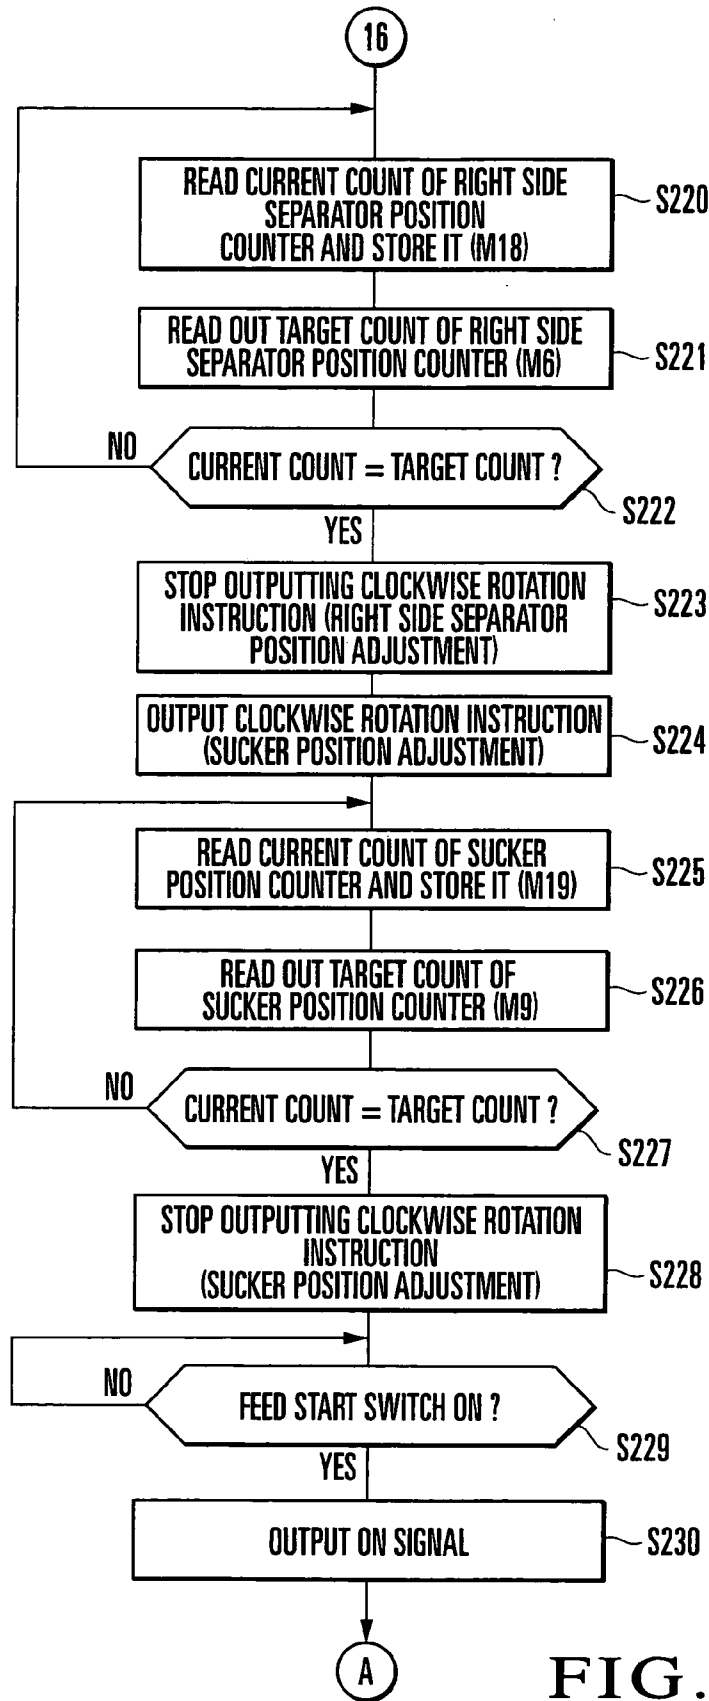 16
READ CURRENT COUNT OF RIGHT SIDE
SEPARATOR POSITION
COUNTER AND STORE IT (M18)
S220
READ OUT TARGET COUNT OF RIGHT SIDE
SEPARATOR POSITION COUNTER (M6)
S221
NO
CURRENT COUNT = TARGET COUNT ?
S222
YES
STOP OUTPUTTING CLOCKWISE ROTATION
INSTRUCTION (RIGHT SIDE SEPARATOR
POSITION ADJUSTMENT)
S223
OUTPUT CLOCKWISE ROTATION INSTRUCTION
(SUCKER POSITION ADJUSTMENT)
S224
READ CURRENT COUNT OF SUCKER
POSITION COUNTER AND STORE IT (M19)
S225
READ OUT TARGET COUNT OF
SUCKER POSITION COUNTER (M9)
S226
NO
CURRENT COUNT = TARGET COUNT ?
S227
YES
STOP OUTPUTTING CLOCKWISE ROTATION
INSTRUCTION
(SUCKER POSITION ADJUSTMENT)
S228
NO
FEED START SWITCH ON ?
S229
YES
OUTPUT ON SIGNAL
S230
A
FIG.